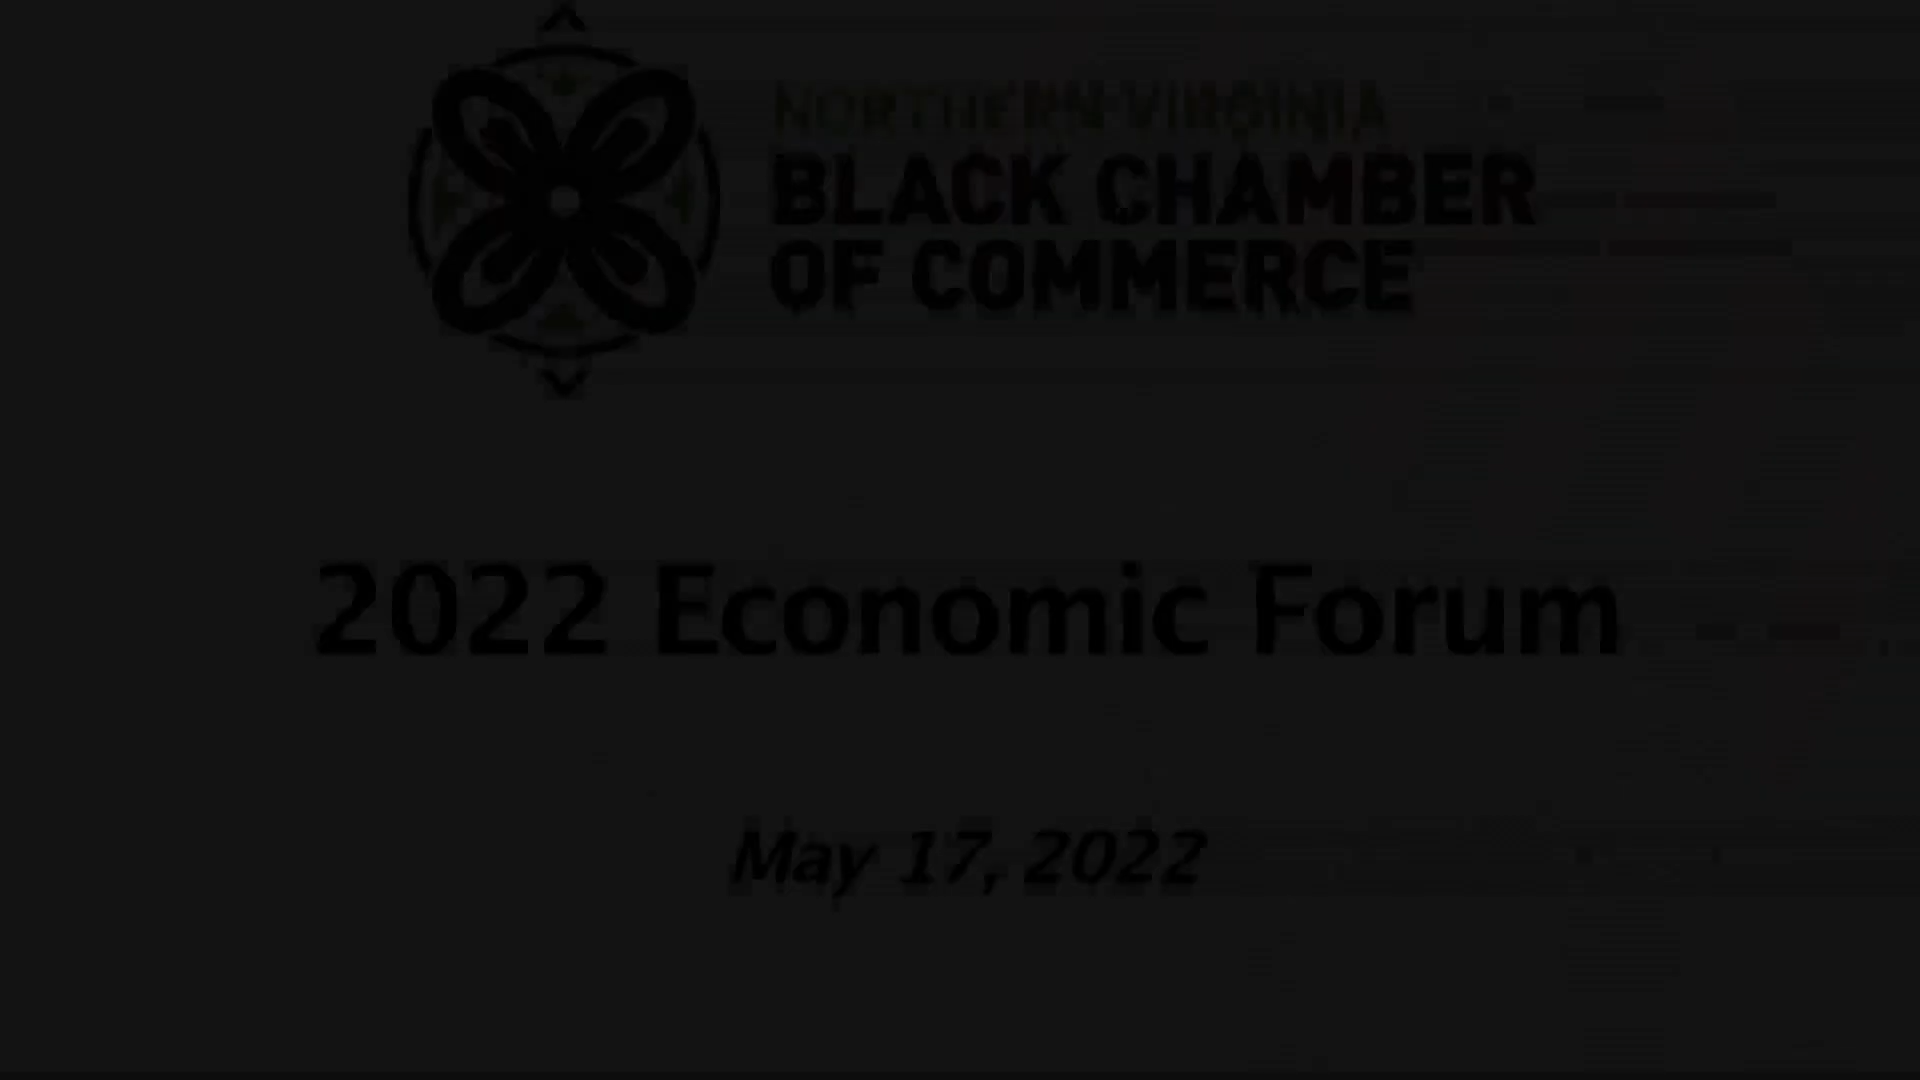 NORTHERN VIRGINIA
BLACK CHAMBER
OF COMMERCE
2022 Economic Forum
May 17, 2022